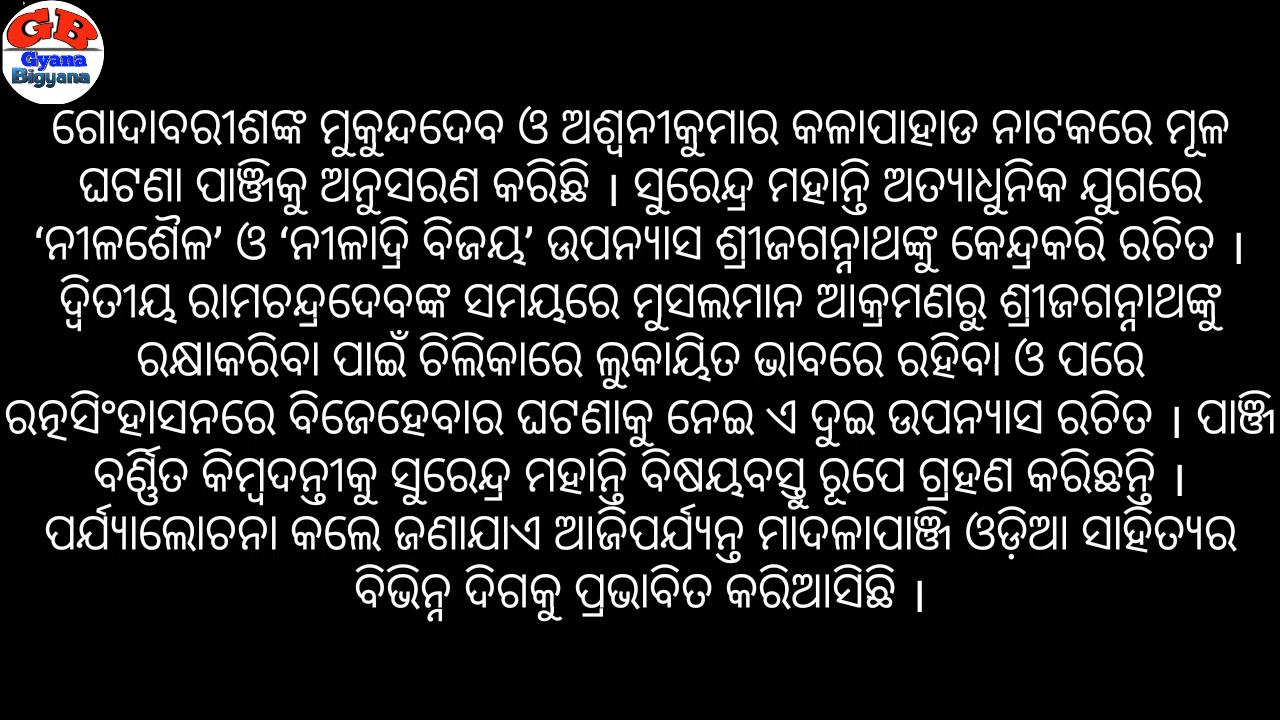 GB
Gyana
Bigyana
ଗୋଦାବରୀଶଙ୍କ ମୁକୁନ୍ଦଦେବ ଓ ଅଶ୍ୱନୀକୁମାର କଳାପାହାଡ ନାଟକରେ ମୂଳ
ଘଟଣା ପାଞ୍ଜିକୁ ଅନୁସରଣ କରିଛି । ସୁରେନ୍ଦ୍ର ମହାନ୍ତି ଅତ୍ୟାଧୁନିକ ଯୁଗରେ
‘ନୀଳଶୈଳ’ ଓ ‘ନୀଳାଦ୍ରି ବିଜୟ’ ଉପନ୍ୟାସ ଶ୍ରୀଜଗନ୍ନାଥଙ୍କୁ କେନ୍ଦ୍ରକରି ରଚିତ ।
ଦ୍ୱିତୀୟ ରାମଚନ୍ଦ୍ରଦେବଙ୍କ ସମୟରେ ମୁସଲମାନ ଆକ୍ରମଣରୁ ଶ୍ରୀଜଗନ୍ନାଥଙ୍କୁ
ରକ୍ଷାକରିବା ପାଇଁ ଚିଲିକାରେ ଲୁକାୟିତ ଭାବରେ ରହିବା ଓ ପରେ
ରତ୍ନସିଂହାସନରେ ବିଜେହେବାର ଘଟଣାକୁ ନେଇ ଏ ଦୁଇ ଉପନ୍ୟାସ ରଚିତ । ପାଞ୍ଜି
ବର୍ଣ୍ଣିତ କିମ୍ବଦନ୍ତୀକୁ ସୁରେନ୍ଦ୍ର ମହାନ୍ତି ବିଷୟବସ୍ତୁ ରୂପେ ଗ୍ରହଣ କରିଛନ୍ତି ।
ପର୍ଯ୍ୟାଲୋଚନା କଲେ ଜଣାଯାଏ ଆଜିପର୍ଯ୍ୟନ୍ତ ମାଦଳାପାଞ୍ଜି ଓଡ଼ିଆ ସାହିତ୍ୟର
ବିଭିନ୍ନ ଦିଗକୁ ପ୍ରଭାବିତ କରିଆସିଛି ।